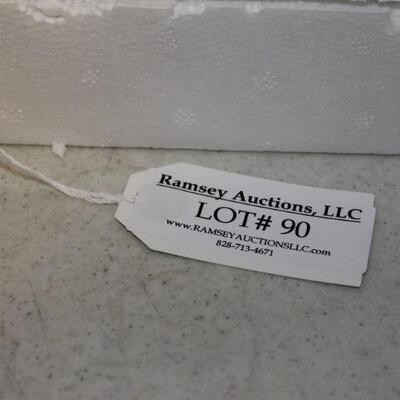 Ramsey Auctions, LLC
LOT# 90
www.RAMSEYAUCTIONSLLC.com
828-713-4671